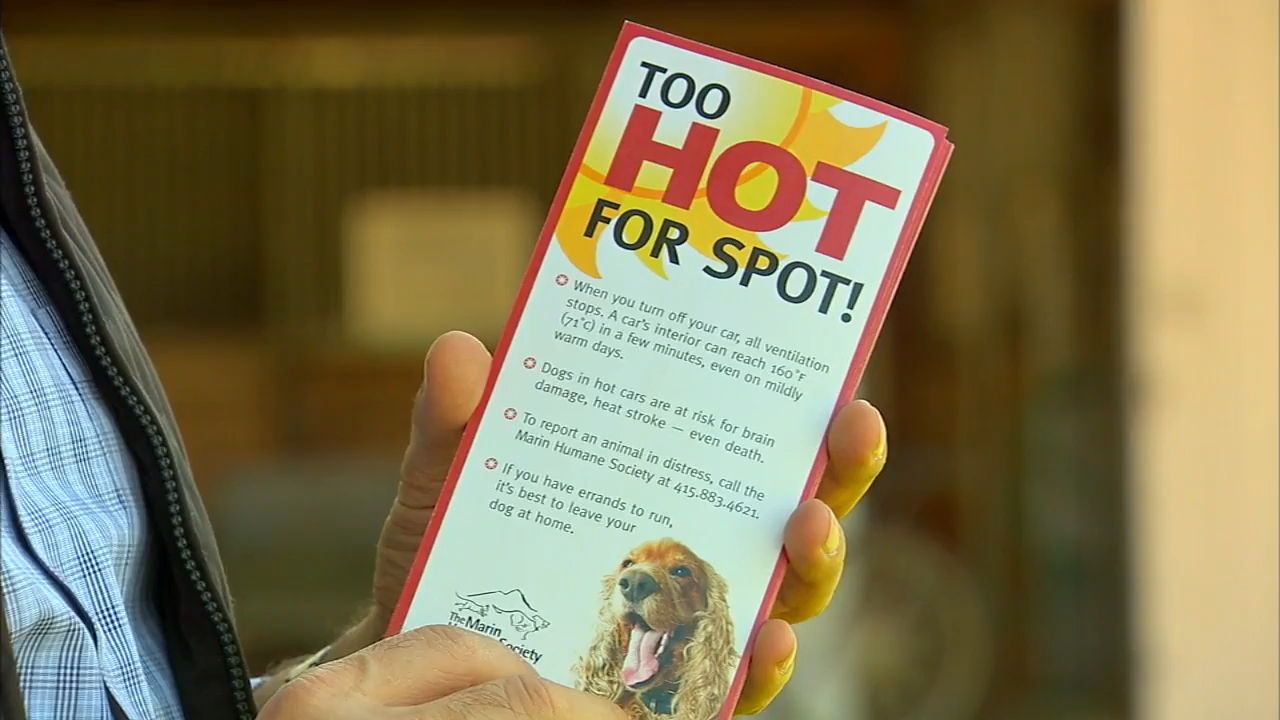 TOO
HOT
FOR SPOT!
When you turn off your car, all ventilation
stops. A car's interior can reach 160°F
(71°C) in a few minutes, even on mildly
warm days.
Dogs in hot cars are at risk for brain
damage, heat stroke — even death.
To report an animal in distress, call the
Marin Humane Society at 415.883.4621.
If you have errands to run,
it's best to leave your
dog at home.
The Marin
Society